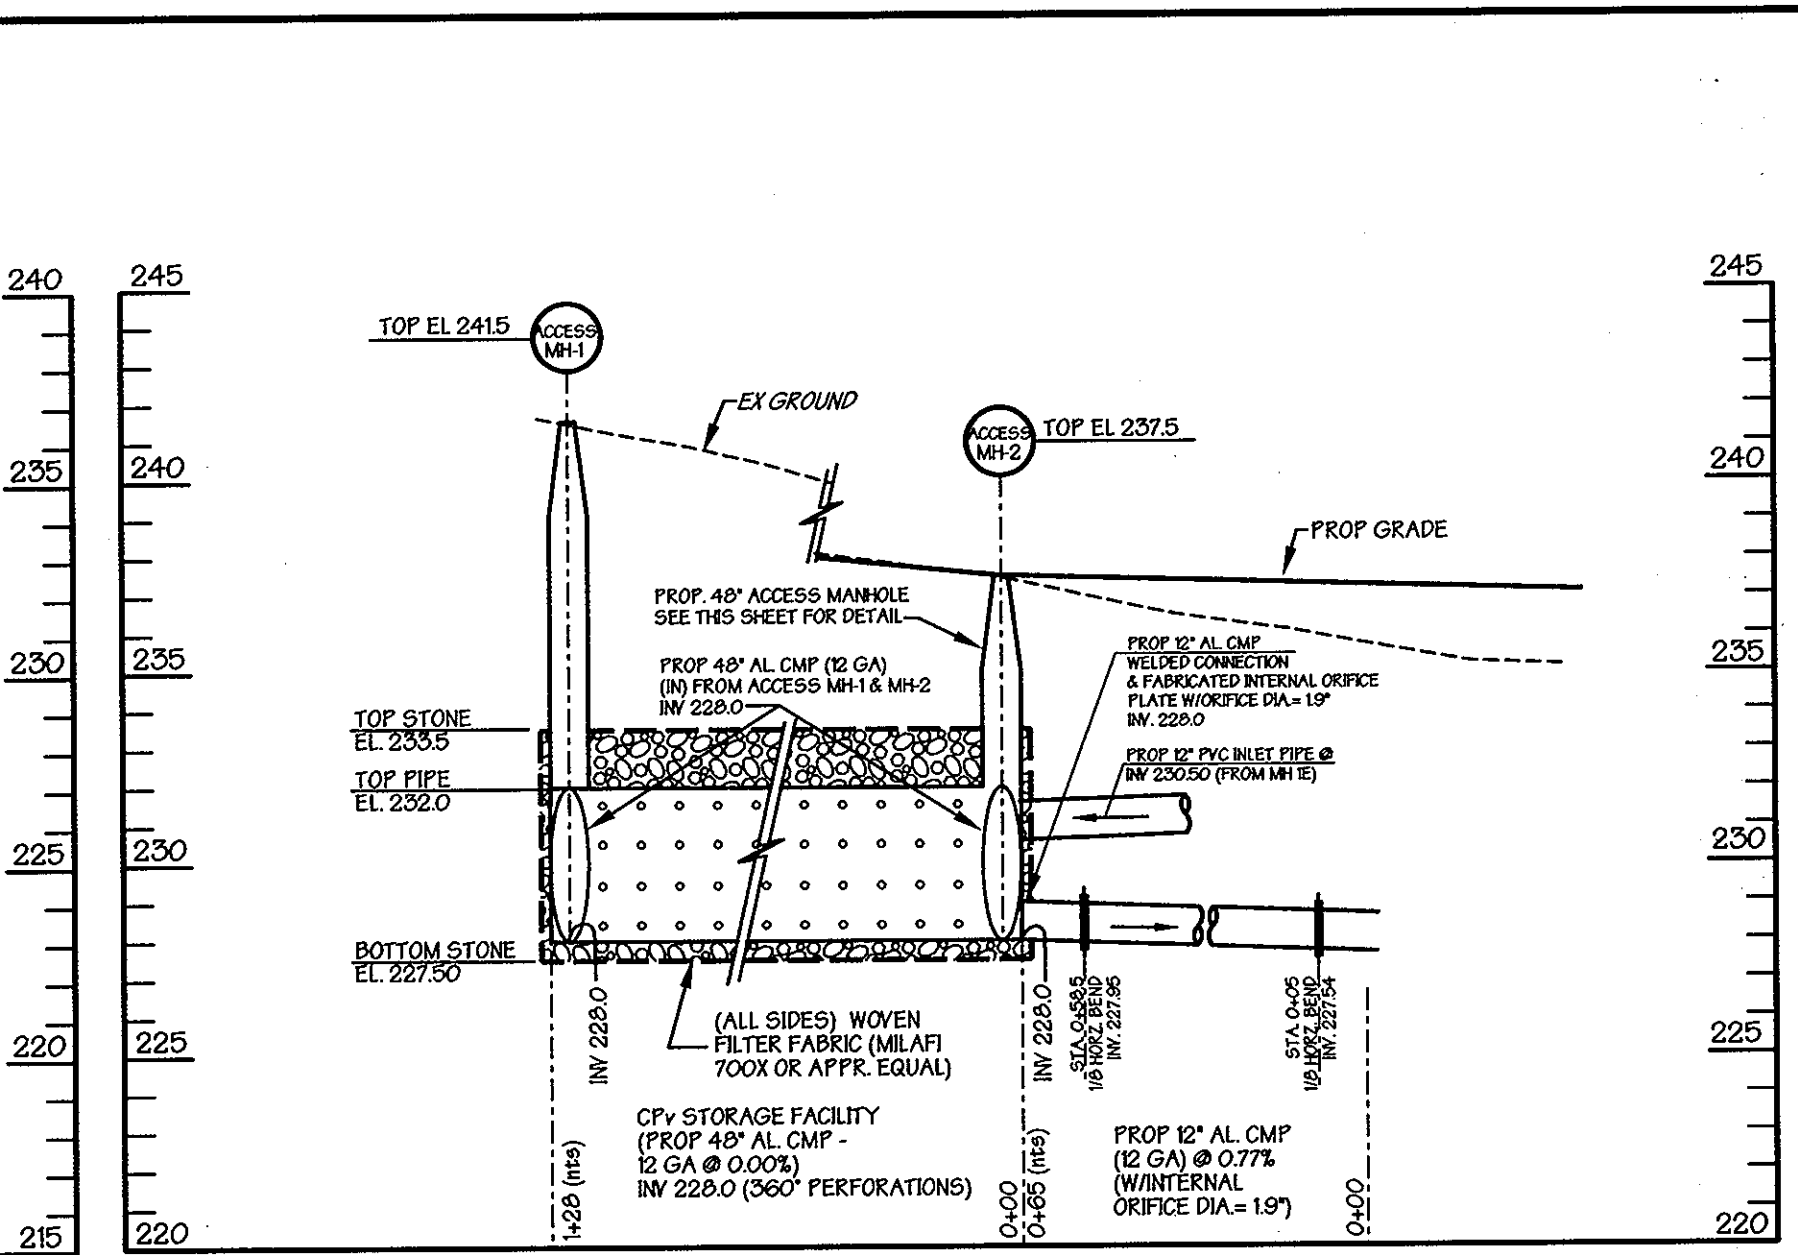 240
235
230
225
220
215
245
240
235
230
225
220
TOP EL 241.5
ACCESS
MH-1
EX GROUND
ACCESS
MH-2
TOP EL 237.5
PROP GRADE
PROP. 48" ACCESS MANHOLE
SEE THIS SHEET FOR DETAIL
PROP 48" AL. CMP (12 GA)
(IN) FROM ACCESS MH-1 & MH-2
INV 228.0
PROP 12" AL. CMP
WELDED CONNECTION
& FABRICATED INTERNAL ORIFICE
PLATE W/ORIFICE DIA.= 1.9"
INV. 228.0
PROP 12" PVC INLET PIPE @
INV 230.50 (FROM MH 1E)
TOP STONE
EL. 233.5
TOP PIPE
EL. 232.0
BOTTOM STONE
EL. 227.50
INV 228.0
(ALL SIDES) WOVEN
FILTER FABRIC (MILAFI
700X OR APPR. EQUAL)
INV 228.0
STA. 0+58.5
1/8 HORZ. BEND
INV. 227.95
STA. 0+05
1/8 HORZ. BEND
INV. 227.54
CPv STORAGE FACILITY
(PROP 48" AL. CMP -
12 GA @ 0.00%)
INV 228.0 (360° PERFORATIONS)
PROP 12" AL. CMP
(12 GA) @ 0.77%
(W/INTERNAL
ORIFICE DIA.= 1.9")
1+28 (nts)
0+00
0+65 (nts)
0+00
245
240
235
230
225
220